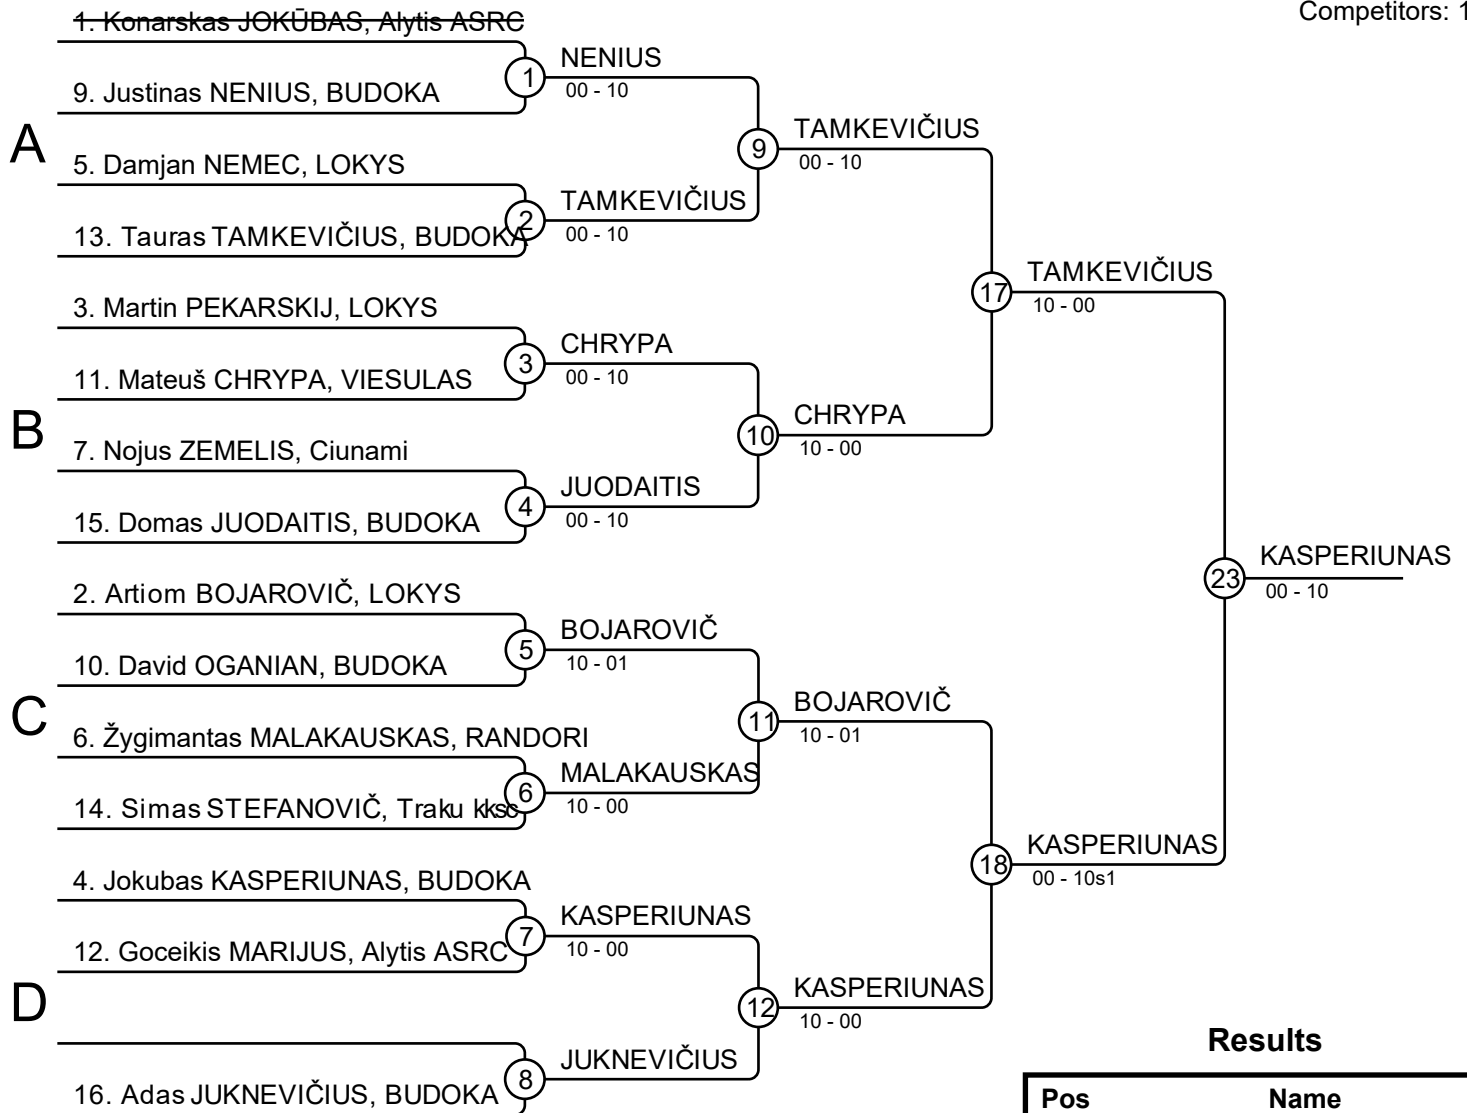 Competitors: 1
1. Konarskas JOKŪBAS, Alytis ASRC
9. Justinas NENIUS, BUDOKA
5. Damjan NEMEC, LOKYS
13. Tauras TAMKEVIČIUS, BUDOKA
3. Martin PEKARSKIJ, LOKYS
11. Mateuš CHRYPA, VIESULAS
7. Nojus ZEMELIS, Ciunami
15. Domas JUODAITIS, BUDOKA
2. Artiom BOJAROVIČ, LOKYS
10. David OGANIAN, BUDOKA
6. Žygimantas MALAKAUSKAS, RANDORI
14. Simas STEFANOVIČ, Traku kksc
4. Jokubas KASPERIUNAS, BUDOKA
12. Goceikis MARIJUS, Alytis ASRC
16. Adas JUKNEVIČIUS, BUDOKA
A
B
C
D
1
NENIUS
00 - 10
2
TAMKEVIČIUS
00 - 10
3
CHRYPA
00 - 10
4
JUODAITIS
00 - 10
5
BOJAROVIČ
10 - 01
6
MALAKAUSKAS
10 - 00
7
KASPERIUNAS
10 - 00
8
JUKNEVIČIUS
9
TAMKEVIČIUS
00 - 10
10
CHRYPA
10 - 00
11
BOJAROVIČ
10 - 01
12
KASPERIUNAS
10 - 00
17
TAMKEVIČIUS
10 - 00
18
KASPERIUNAS
00 - 10s1
23
KASPERIUNAS
00 - 10
Results
Pos Name